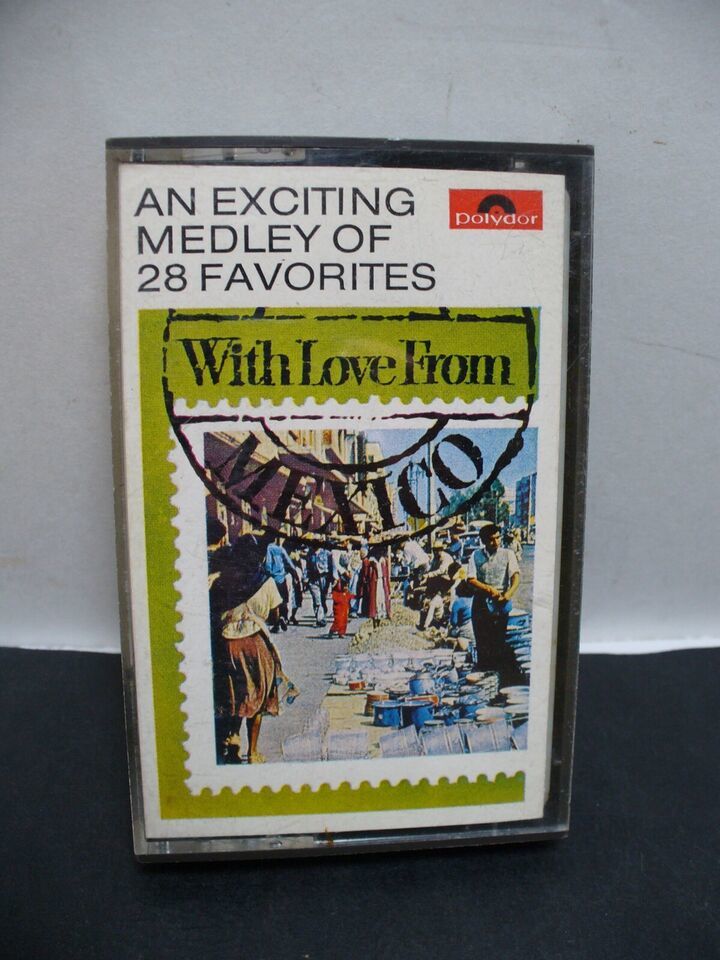 AN EXCITING
MEDLEY OF
28 FAVORITES
polydor
With Love From
MEXICO